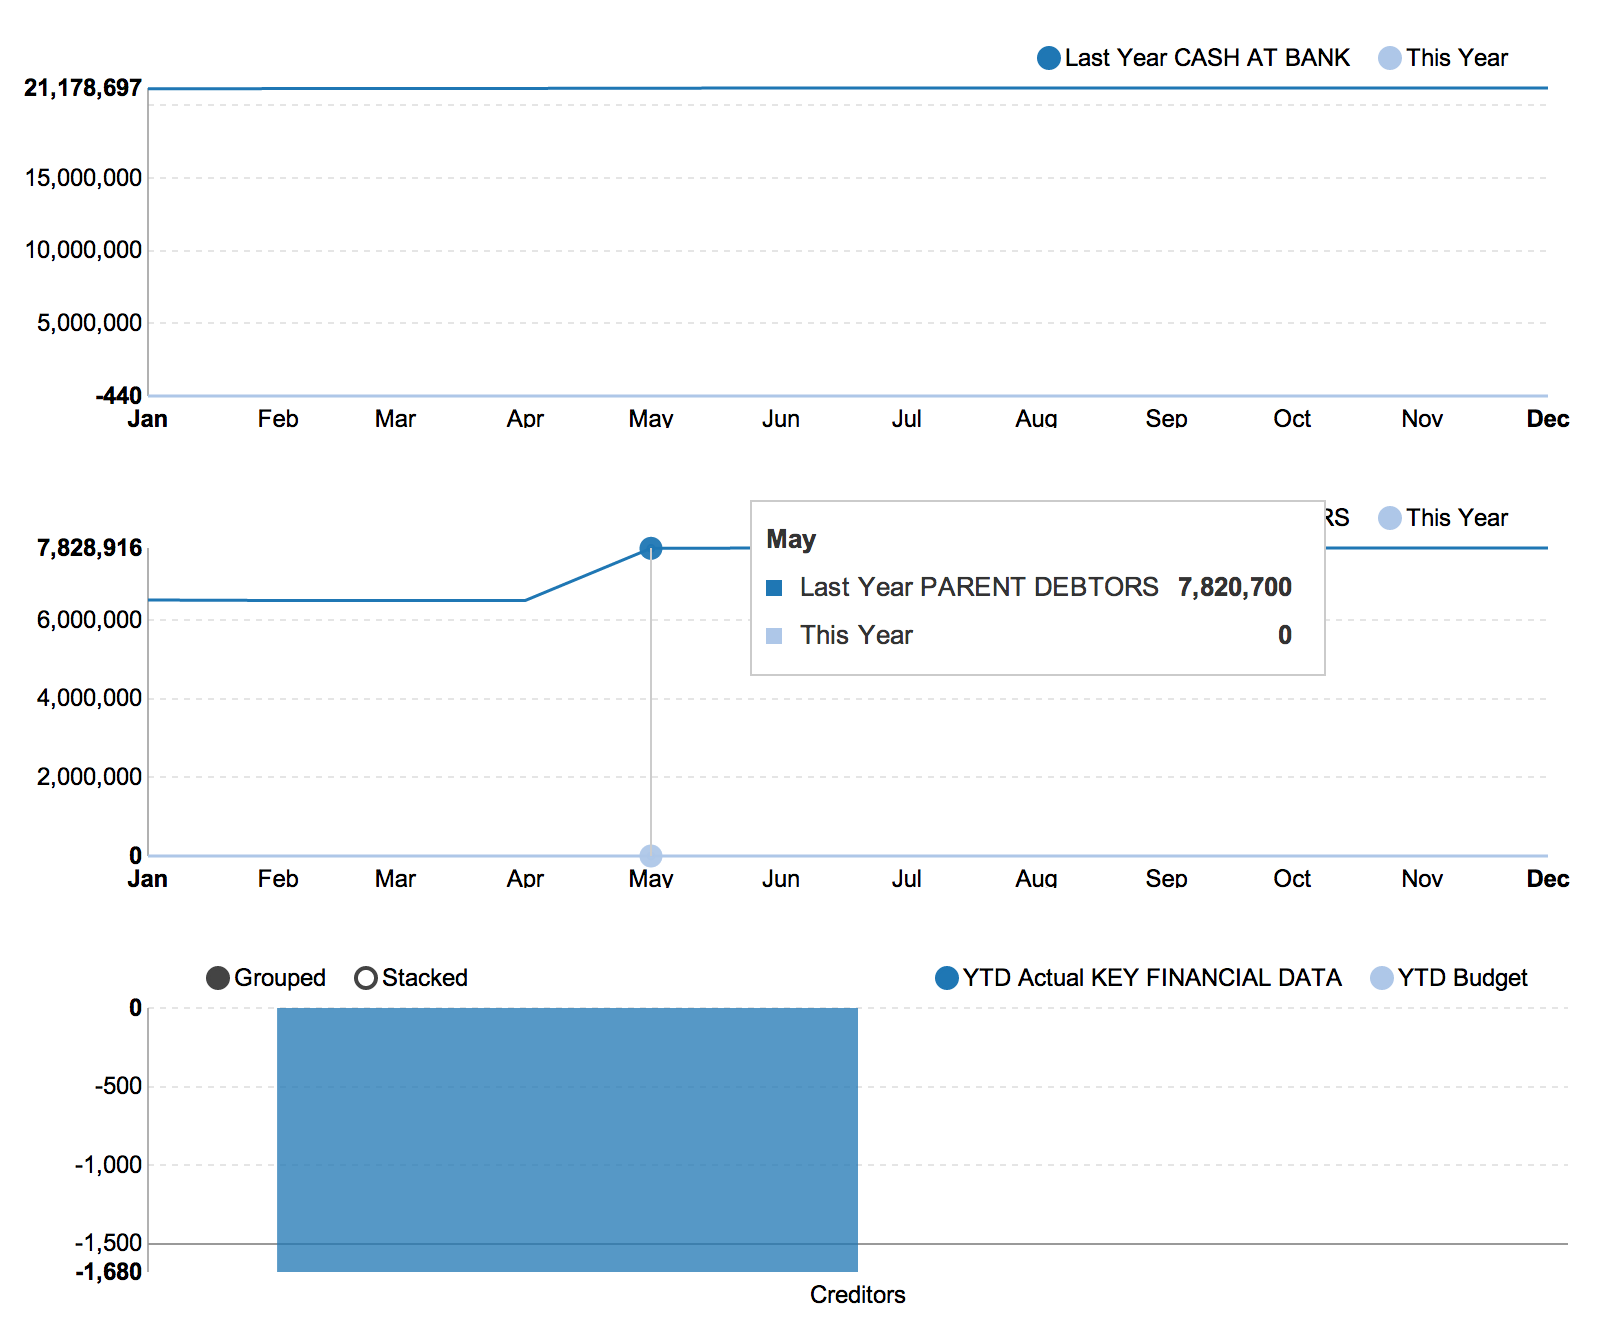 Last Year CASH AT BANK This Year
21,178,697
15,000,000
10,000,000
5,000,000
-440
Jan Feb Mar Apr May Jun Jul Aug Sep Oct Nov Dec
RS This Year
7,828,916
May
Last Year PARENT DEBTORS 7,820,700
This Year 0
6,000,000
4,000,000
2,000,000
0
Jan Feb Mar Apr May Jun Jul Aug Sep Oct Nov Dec
Grouped Stacked YTD Actual KEY FINANCIAL DATA YTD Budget
0
-500
-1,000
-1,500
-1,680
Creditors